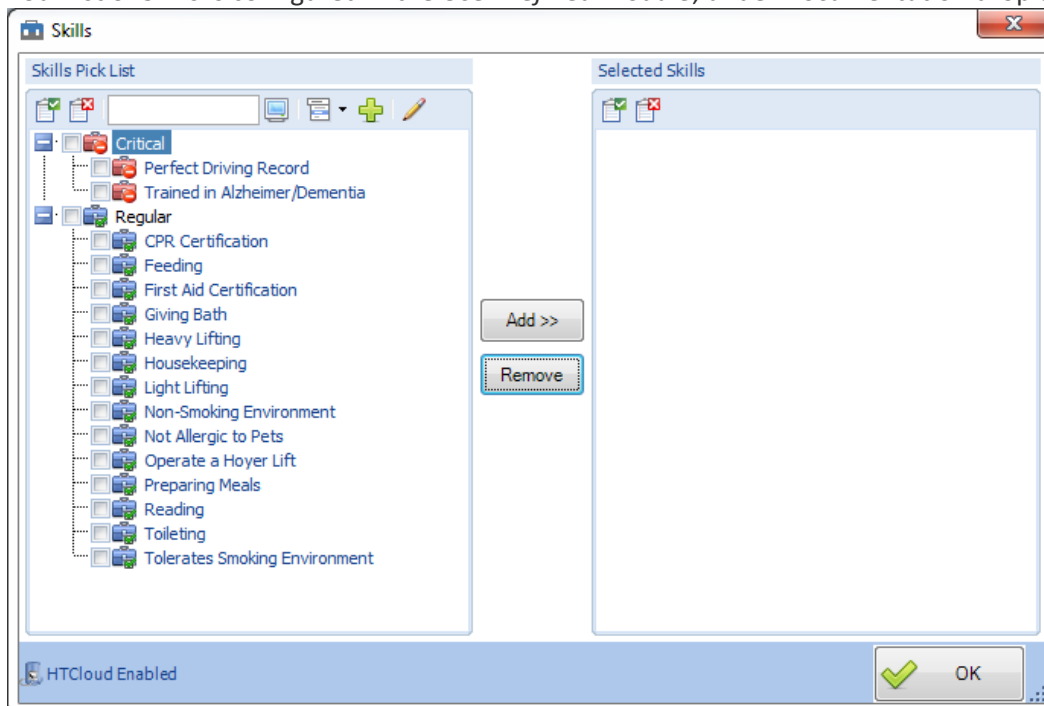 Skills
Skills Pick List
Selected Skills
Critical
Perfect Driving Record
Trained in Alzheimer/Dementia
Regular
CPR Certification
Feeding
First Aid Certification
Giving Bath
Heavy Lifting
Housekeeping
Light Lifting
Non-Smoking Environment
Not Allergic to Pets
Operate a Hoyer Lift
Preparing Meals
Reading
Toileting
Tolerates Smoking Environment
Add >>
Remove
HTCloud Enabled
OK